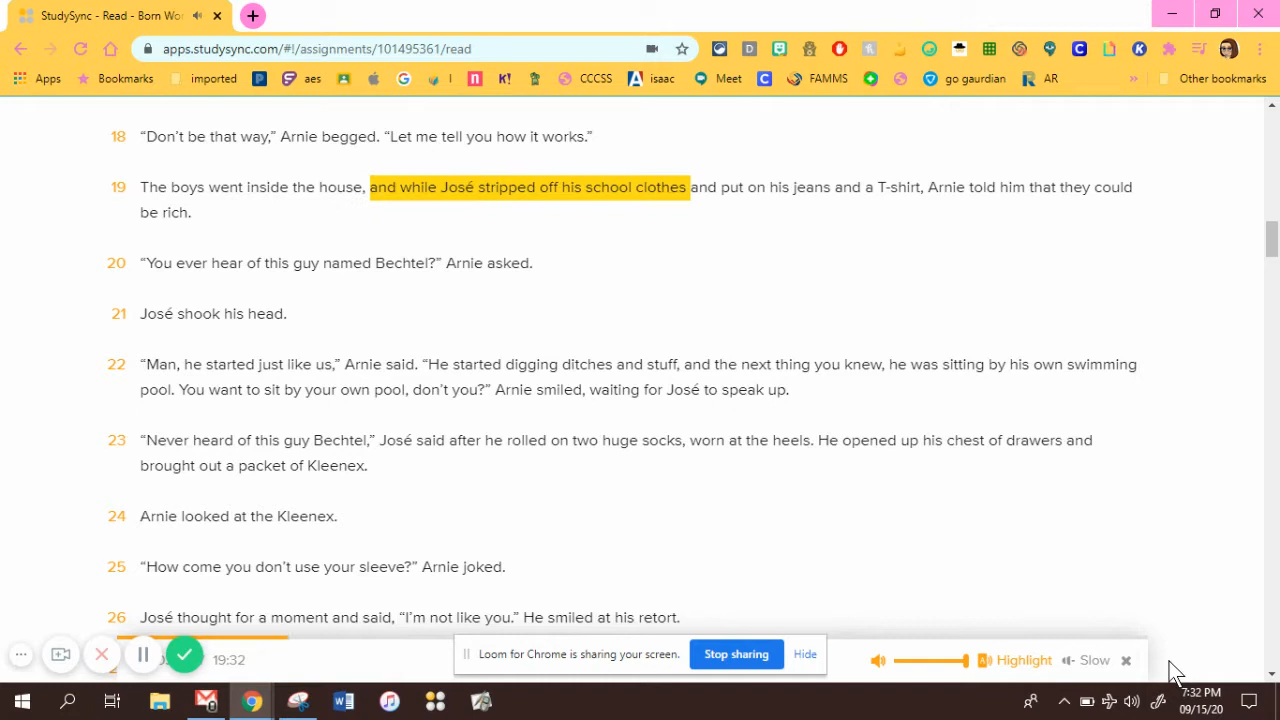 StudySync - Read - Born Wo
apps.studysync.com/#!/assignments/101495361/read
Apps Bookmarks imported aes I K! CCCSS isaac Meet FAMMS go gaurdian AR » Other bookmarks
18 “Don’t be that way,” Arnie begged. “Let me tell you how it works.”
19 The boys went inside the house, and while José stripped off his school clothes and put on his jeans and a T-shirt, Arnie told him that they could
be rich.
20 “You ever hear of this guy named Bechtel?” Arnie asked.
21 José shook his head.
22 “Man, he started just like us,” Arnie said. “He started digging ditches and stuff, and the next thing you knew, he was sitting by his own swimming
pool. You want to sit by your own pool, don’t you?” Arnie smiled, waiting for José to speak up.
23 “Never heard of this guy Bechtel,” José said after he rolled on two huge socks, worn at the heels. He opened up his chest of drawers and
brought out a packet of Kleenex.
24 Arnie looked at the Kleenex.
25 “How come you don’t use your sleeve?” Arnie joked.
26 José thought for a moment and said, “I’m not like you.” He smiled at his retort.
19:32 Loom for Chrome is sharing your screen. Stop sharing Hide Highlight Slow
7:32 PM
09/15/20